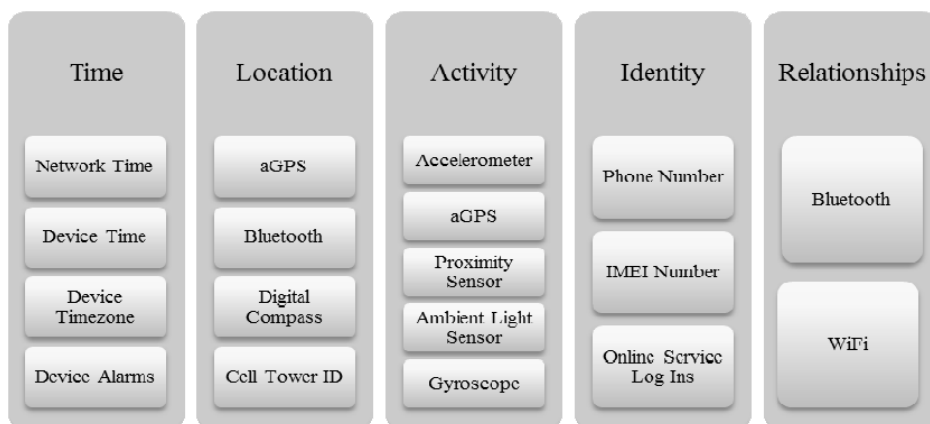 Time
Network Time
Device Time
Device
Timezone
Device Alarms
Location
aGPS
Bluetooth
Digital
Compass
Cell Tower ID
Activity
Accelerometer
aGPS
Proximity
Sensor
Ambient Light
Sensor
Gyroscope
Identity
Phone Number
IMEI Number
Online Service
Log Ins
Relationships
Bluetooth
WiFi